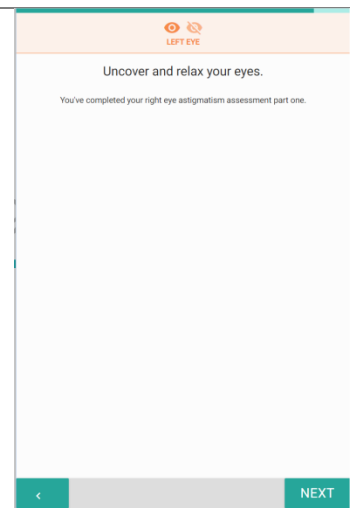 LEFT EYE
Uncover and relax your eyes.
You've completed your right eye astigmatism assessment part one.
NEXT